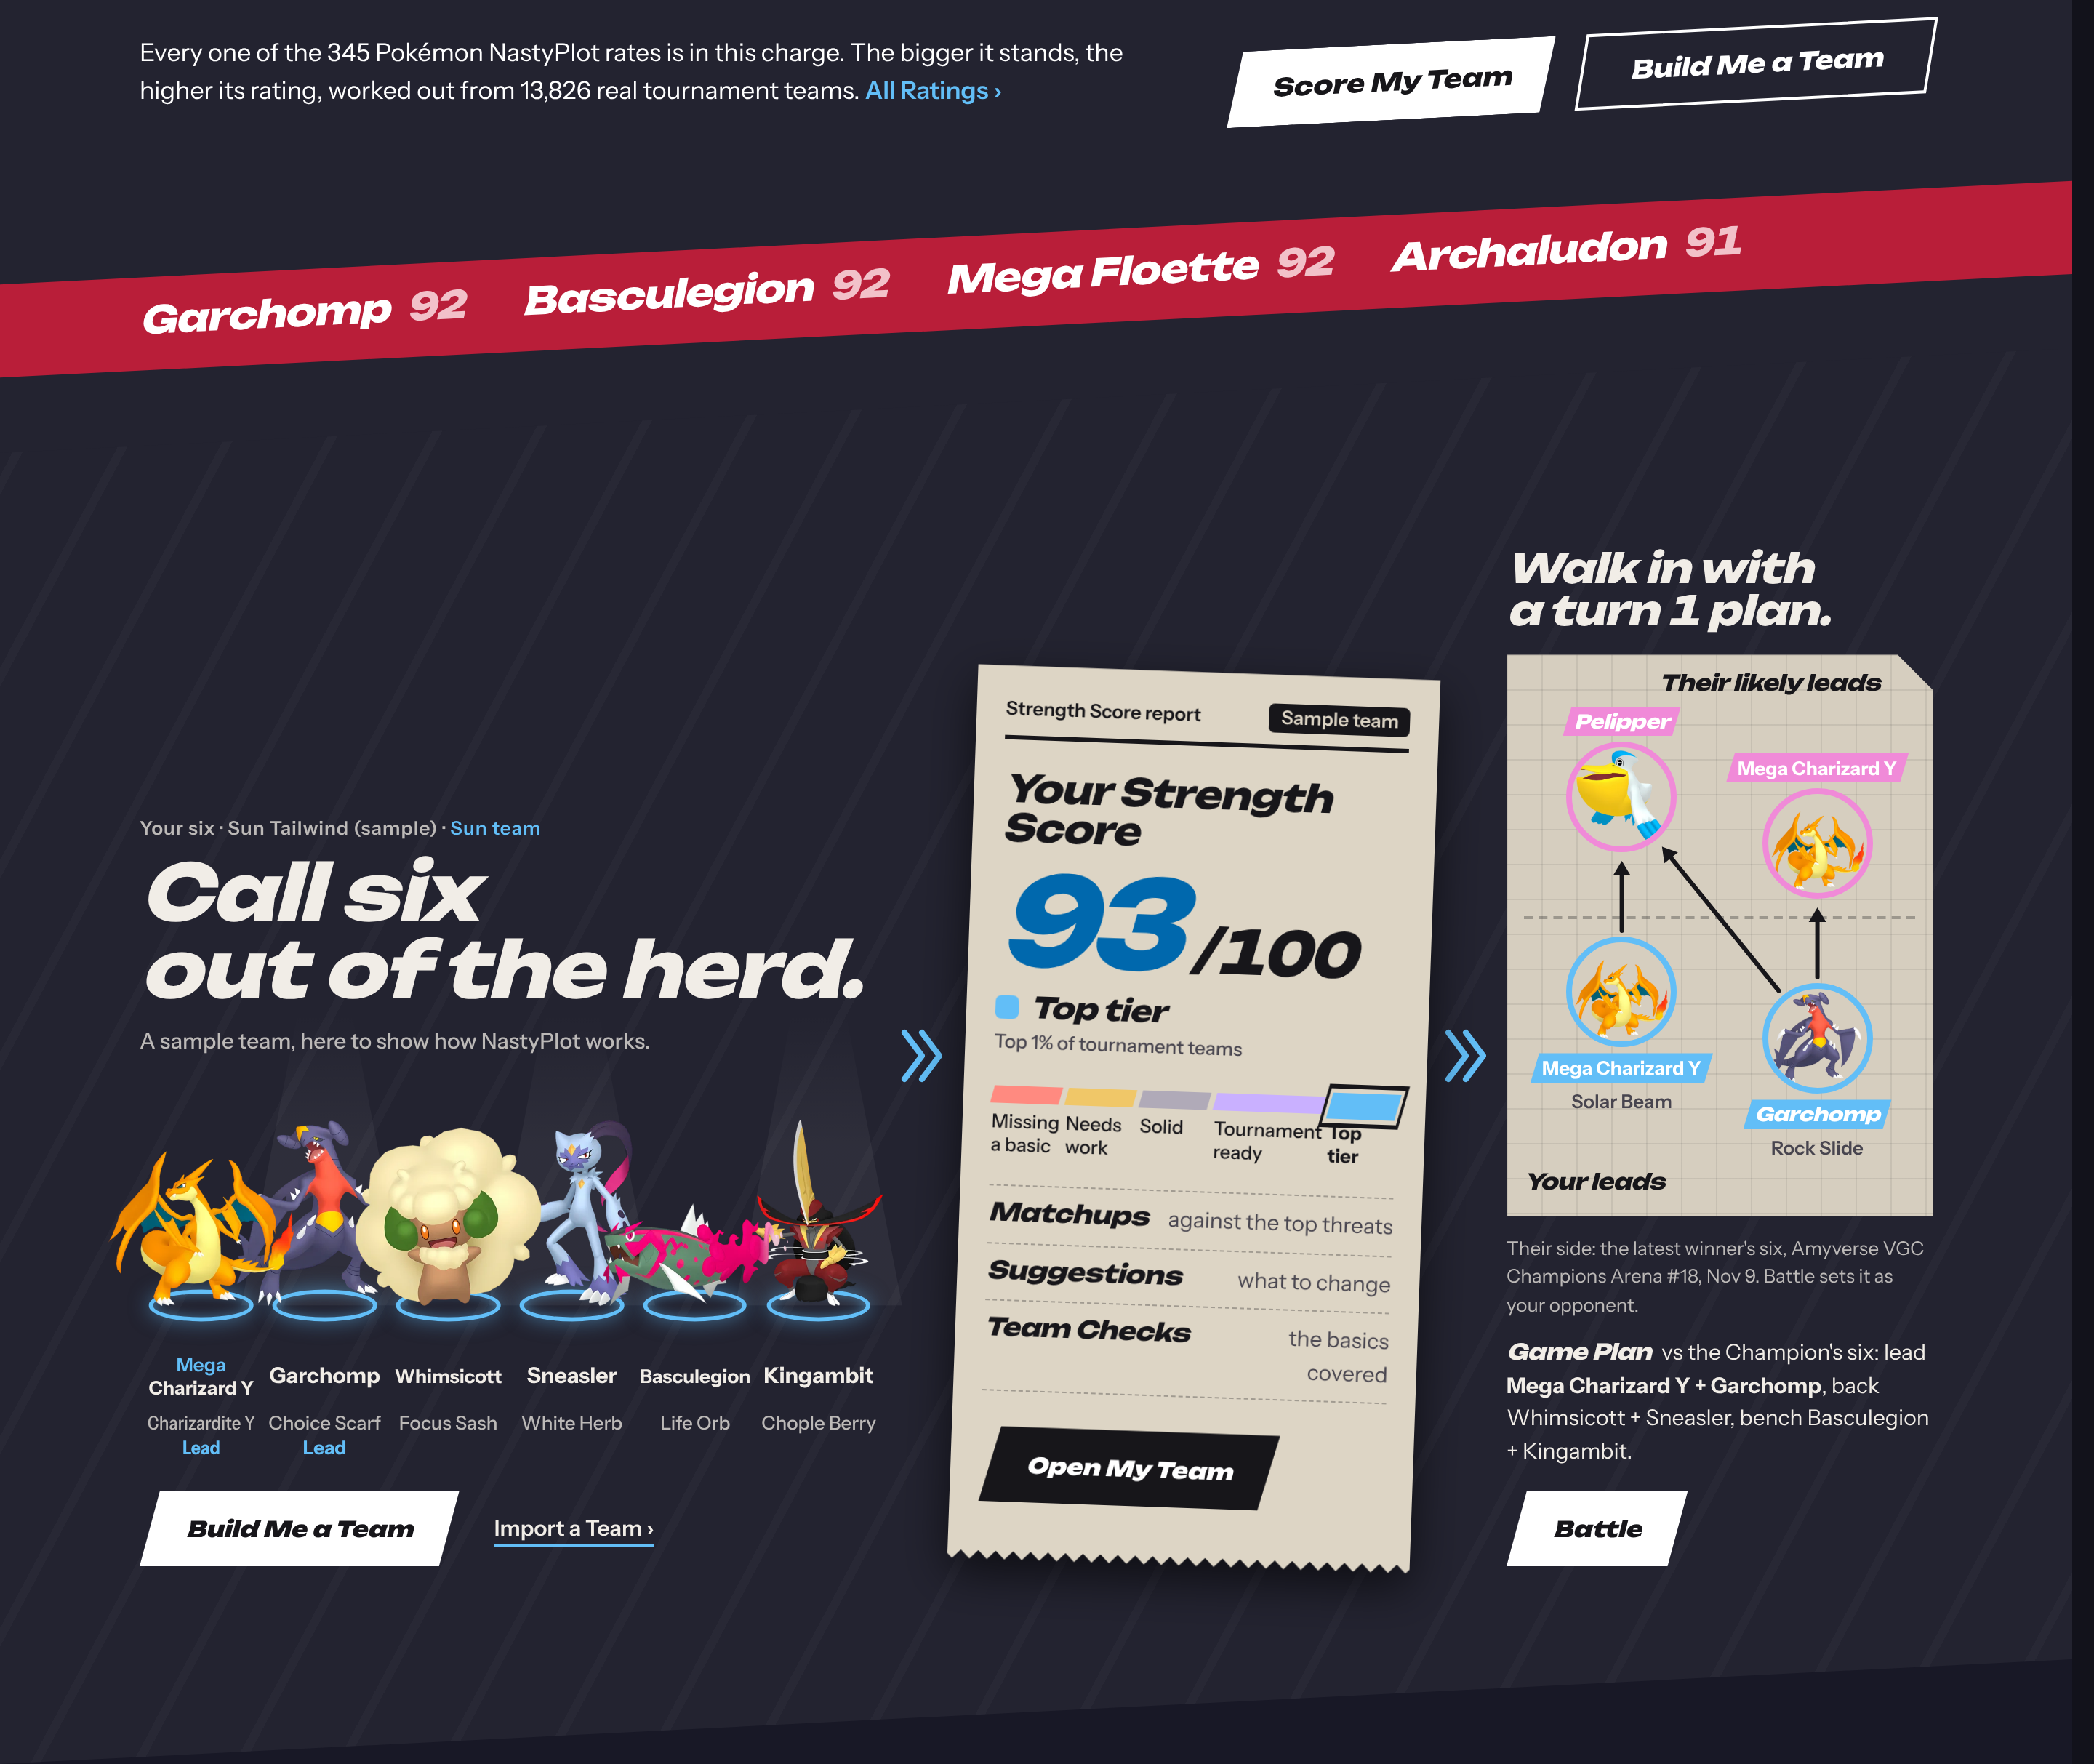 Every one of the 345 Pokémon NastyPlot rates is in this charge. The bigger it stands, the
higher its rating, worked out from 13,826 real tournament teams. All Ratings ›
Score My Team
Build Me a Team
Garchomp 92
Basculegion 92
Mega Floette 92
Archaludon 91
Your six · Sun Tailwind (sample) · Sun team
Call six
out of the herd.
A sample team, here to show how NastyPlot works.
Mega
Charizard Y
Charizardite Y
Lead
Garchomp
Choice Scarf
Lead
Whimsicott
Focus Sash
Sneasler
White Herb
Basculegion
Life Orb
Kingambit
Chople Berry
Build Me a Team
Import a Team ›
Strength Score report
Sample team
Your Strength
Score
93/100
Top tier
Top 1% of tournament teams
Missing
a basic
Needs
work
Solid
Tournament
ready
Top
tier
Matchups against the top threats
Suggestions what to change
Team Checks the basics
covered
Open My Team
Walk in with
a turn 1 plan.
Their likely leads
Pelipper
Mega Charizard Y
Mega Charizard Y
Solar Beam
Garchomp
Rock Slide
Your leads
Their side: the latest winner's six, Amyverse VGC
Champions Arena #18, Nov 9. Battle sets it as
your opponent.
Game Plan vs the Champion's six: lead
Mega Charizard Y + Garchomp, back
Whimsicott + Sneasler, bench Basculegion
+ Kingambit.
Battle